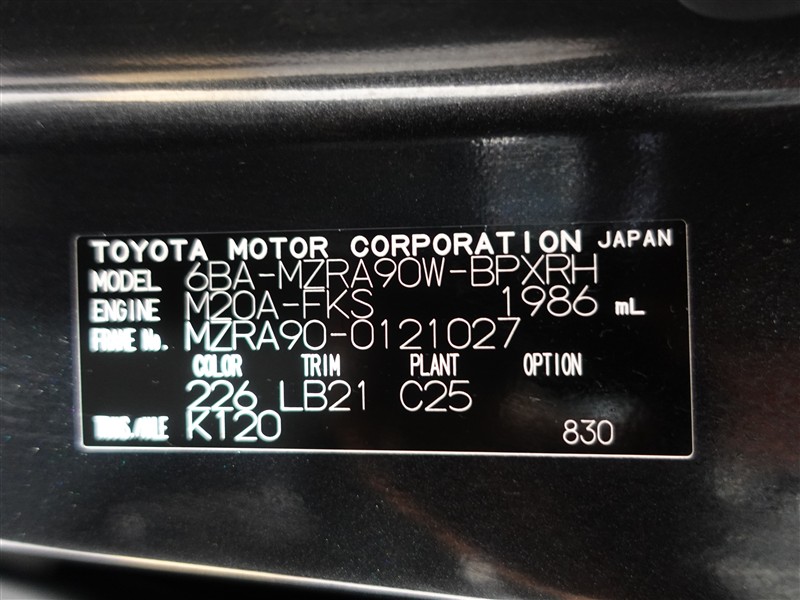 TOYOTA MOTOR CORPORATION JAPAN
MODEL 6BA-MZRA90W-BPXRH
ENGINE M20A-FKS 1986 mL
FRAME No. MZRA90-0121027
COLOR TRIM PLANT OPTION
226 LB21 C25
TRANS./AXLE K120 830